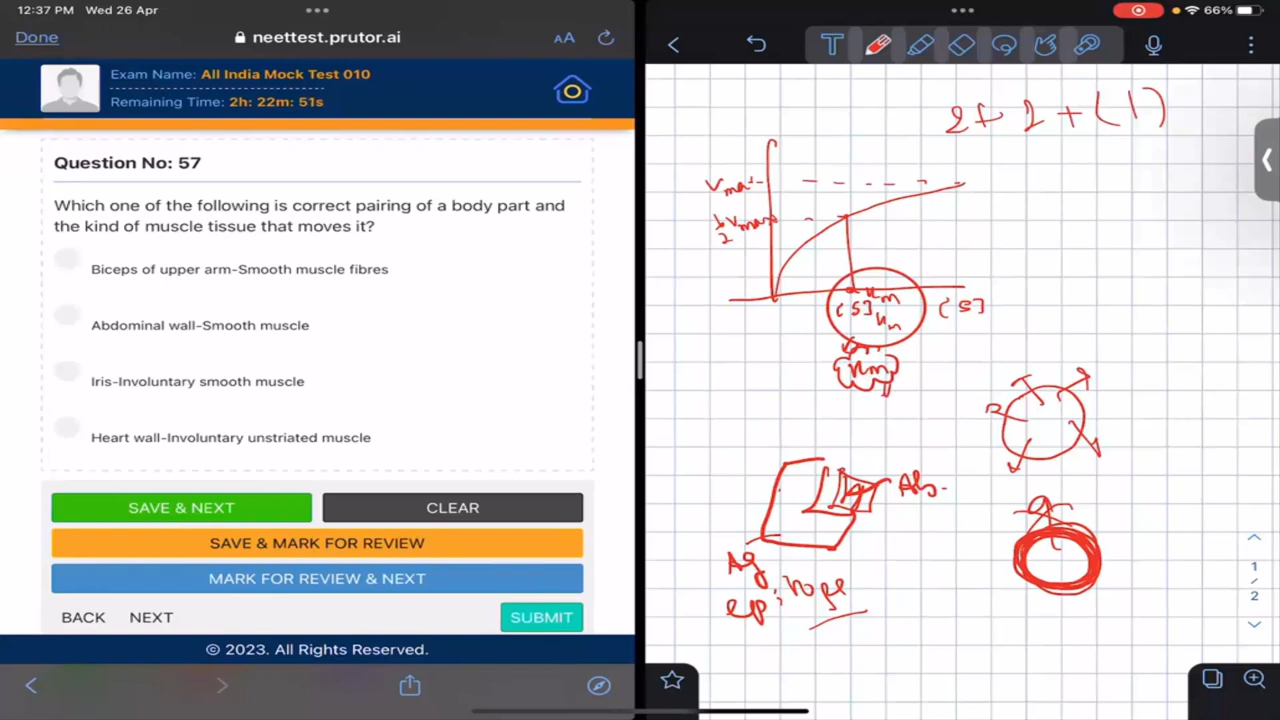 12:37 PM Wed 26 Apr
66%
Done
neettest.prutor.ai
AA
Exam Name: All India Mock Test 010
Remaining Time: 2h: 22m: 51s
Question No: 57
Which one of the following is correct pairing of a body part and
the kind of muscle tissue that moves it?
Biceps of upper arm-Smooth muscle fibres
Abdominal wall-Smooth muscle
Iris-Involuntary smooth muscle
Heart wall-Involuntary unstriated muscle
SAVE & NEXT
CLEAR
SAVE & MARK FOR REVIEW
MARK FOR REVIEW & NEXT
BACK
NEXT
SUBMIT
© 2023. All Rights Reserved.
T
2 + 2 + (1)
Vmax
Vmax
2
[S]
[S]
Km
Ab.
Ag
1
/
2